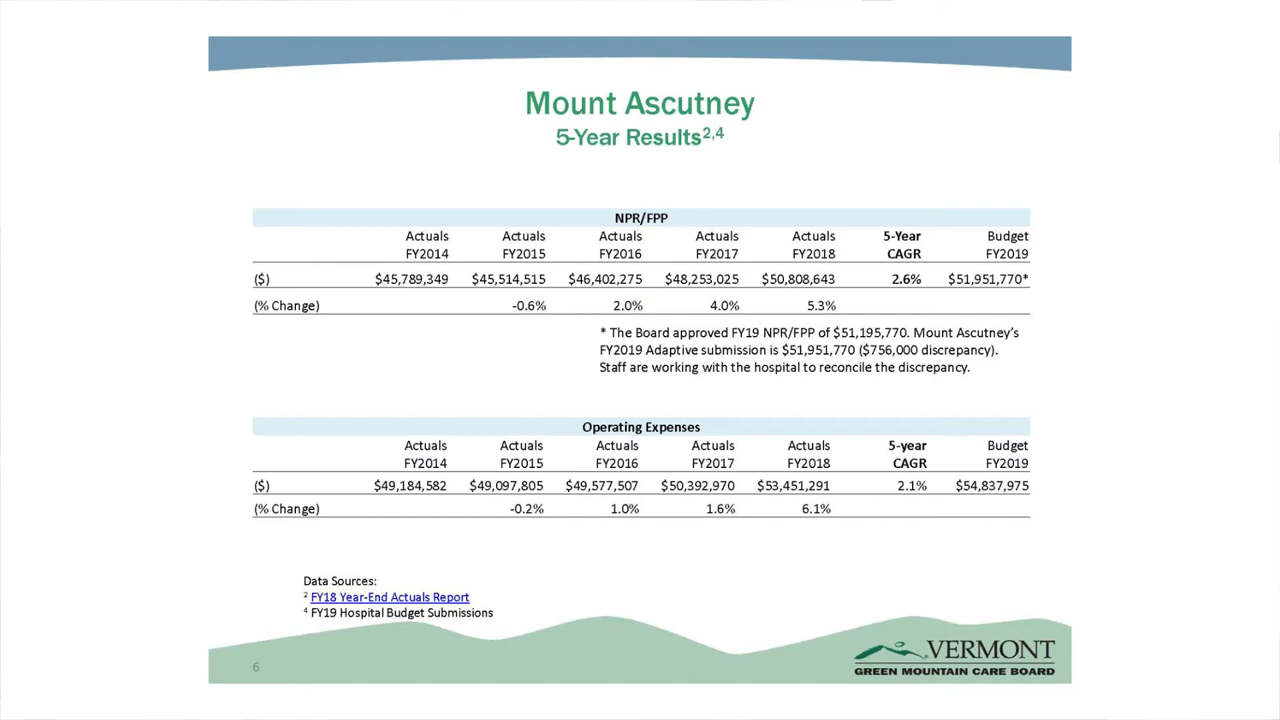 Mount Ascutney
5-Year Results2,4
NPR/FPP
Actuals Actuals Actuals Actuals Actuals 5-Year Budget
FY2014 FY2015 FY2016 FY2017 FY2018 CAGR FY2019
($) $45,789,349 $45,514,515 $46,402,275 $48,253,025 $50,808,643 2.6% $51,951,770*
(% Change) -0.6% 2.0% 4.0% 5.3%
* The Board approved FY19 NPR/FPP of $51,195,770. Mount Ascutney’s
FY2019 Adaptive submission is $51,951,770 ($756,000 discrepancy).
Staff are working with the hospital to reconcile the discrepancy.
Operating Expenses
Actuals Actuals Actuals Actuals Actuals 5-year Budget
FY2014 FY2015 FY2016 FY2017 FY2018 CAGR FY2019
($) $49,184,582 $49,097,805 $49,577,507 $50,392,970 $53,451,291 2.1% $54,837,975
(% Change) -0.2% 1.0% 1.6% 6.1%
Data Sources:
2 FY18 Year-End Actuals Report
4 FY19 Hospital Budget Submissions
6
VERMONT
GREEN MOUNTAIN CARE BOARD